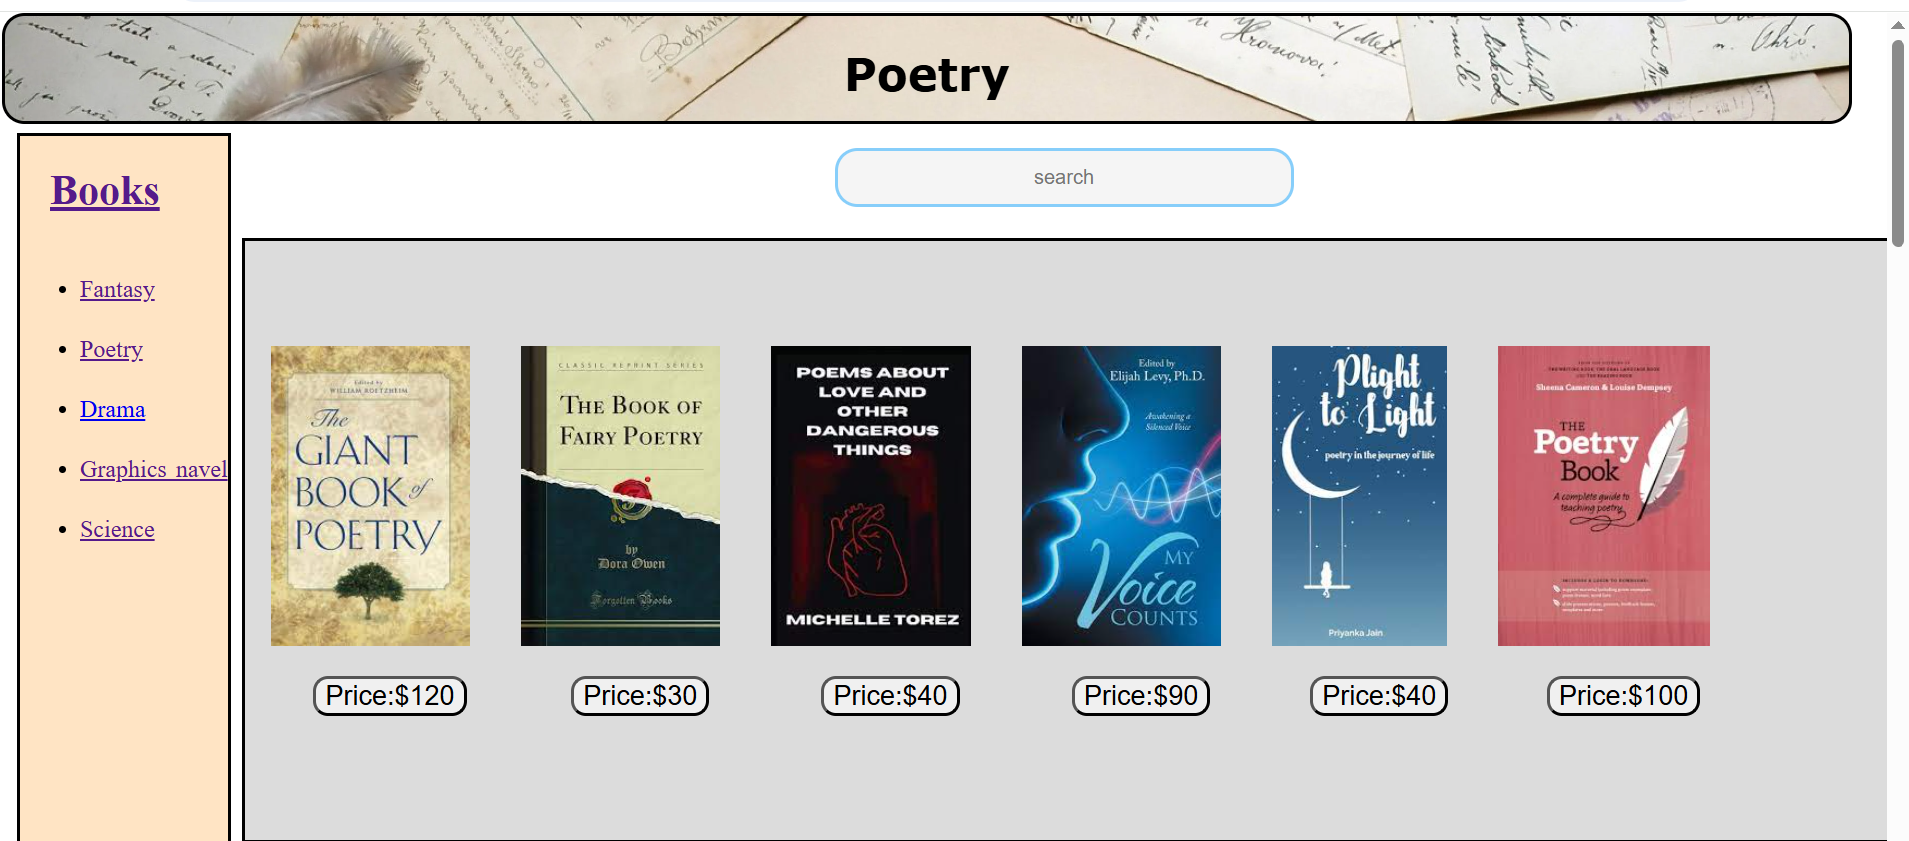 Poetry
search
Books
Fantasy
Poetry
Drama
Graphics navel
Science
Edited by
WILLIAM ROETZHEIM
The
GIANT
BOOK of
POETRY
CLASSIC REPRINT SERIES
THE BOOK OF
FAIRY POETRY
by
Dora Owen
Forgotten Books
POEMS ABOUT
LOVE AND
OTHER
DANGEROUS
THINGS
MICHELLE TOREZ
Edited by
Elijah Levy, Ph.D.
Awakening a
Silenced Voice
MY
Voice
COUNTS
Plight
to Light
poetry in the journey of life
Priyanka Jain
Sheena Cameron & Louise Dempsey
THE
Poetry
Book
A complete guide to
teaching poetry
Price:$120
Price:$30
Price:$40
Price:$90
Price:$40
Price:$100